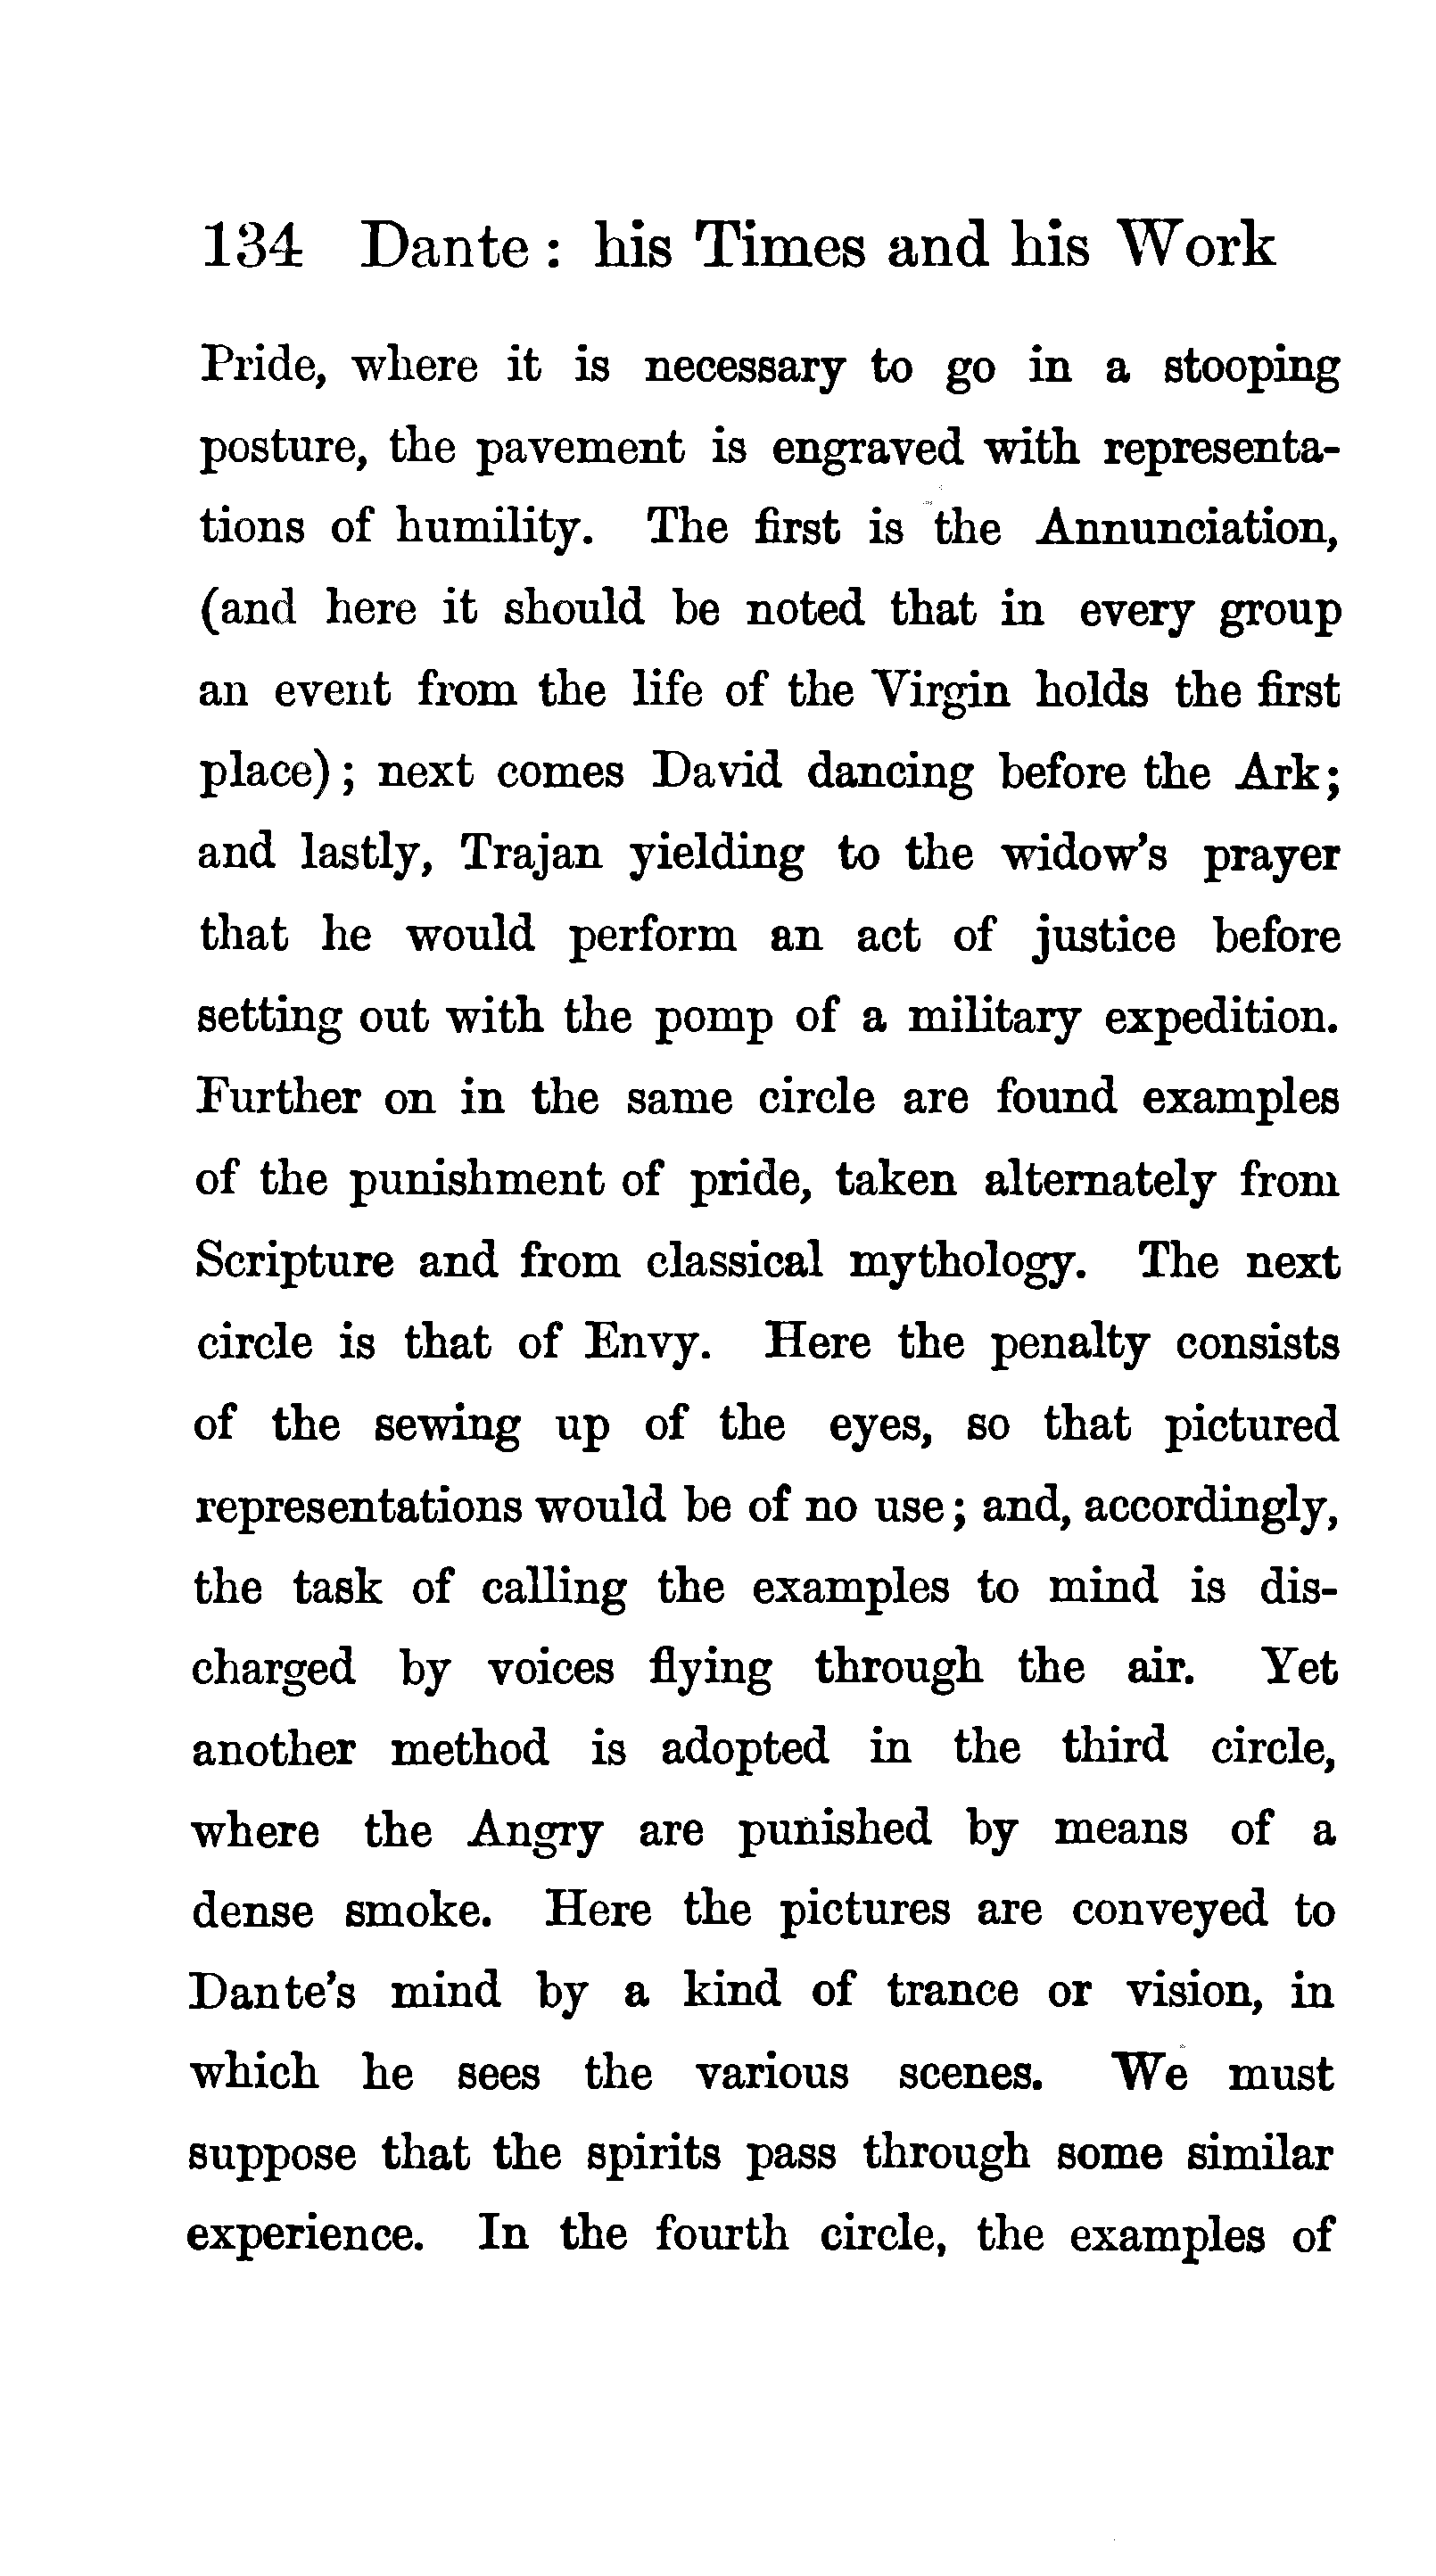 134 Dante : his Times and his Work
Pride, where it is necessary to go in a stooping
posture, the pavement is engraved with representa-
tions of humility. The first is the Annunciation,
(and here it should be noted that in every group
an event from the life of the Virgin holds the first
place) ; next comes David dancing before the Ark;
and lastly, Trajan yielding to the widow's prayer
that he would perform an act of justice before
setting out with the pomp of a military expedition.
Further on in the same circle are found examples
of the punishment of pride, taken alternately from
Scripture and from classical mythology. The next
circle is that of Envy. Here the penalty consists
of the sewing up of the eyes, so that pictured
representations would be of no use ; and, accordingly,
the task of calling the examples to mind is dis-
charged by voices flying through the air. Yet
another method is adopted in the third circle,
where the Angry are punished by means of a
dense smoke. Here the pictures are conveyed to
Dante's mind by a kind of trance or vision, in
which he sees the various scenes. We must
suppose that the spirits pass through some similar
experience. In the fourth circle, the examples of